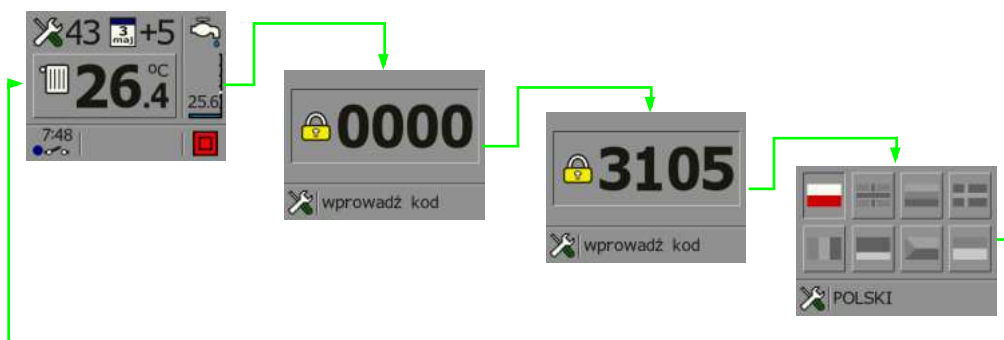 43 3 maj +5
26.4 °C
25.6
7:48
0000
wprowadź kod
3105
wprowadź kod
POLSKI